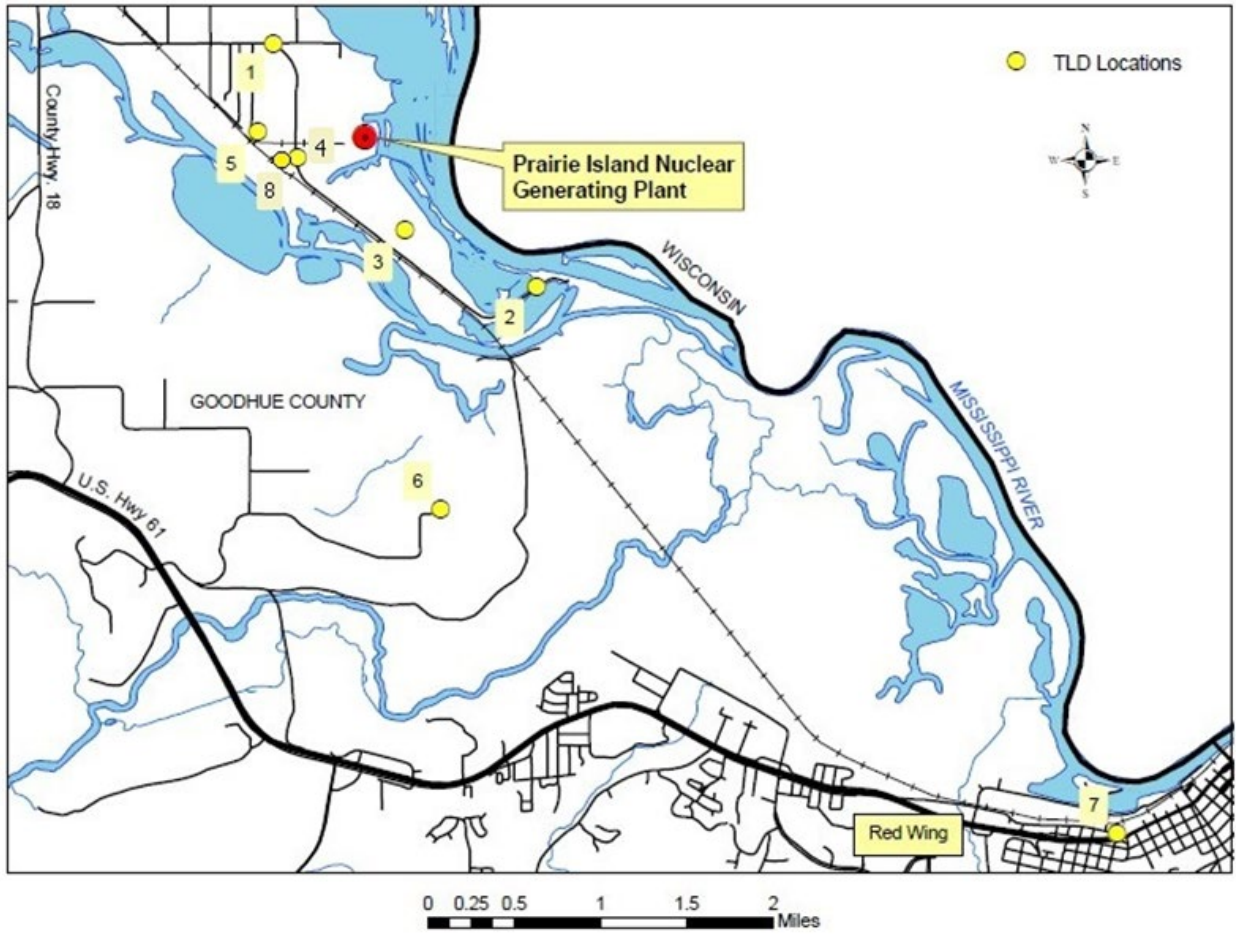 TLD Locations
N
W E
S
1
County Hwy. 18
4
5
8
Prairie Island Nuclear
Generating Plant
3
WISCONSIN
2
GOODHUE COUNTY
MISSISSIPPI RIVER
6
U.S. Hwy 61
7
Red Wing
0 0.25 0.5 1 1.5 2
Miles